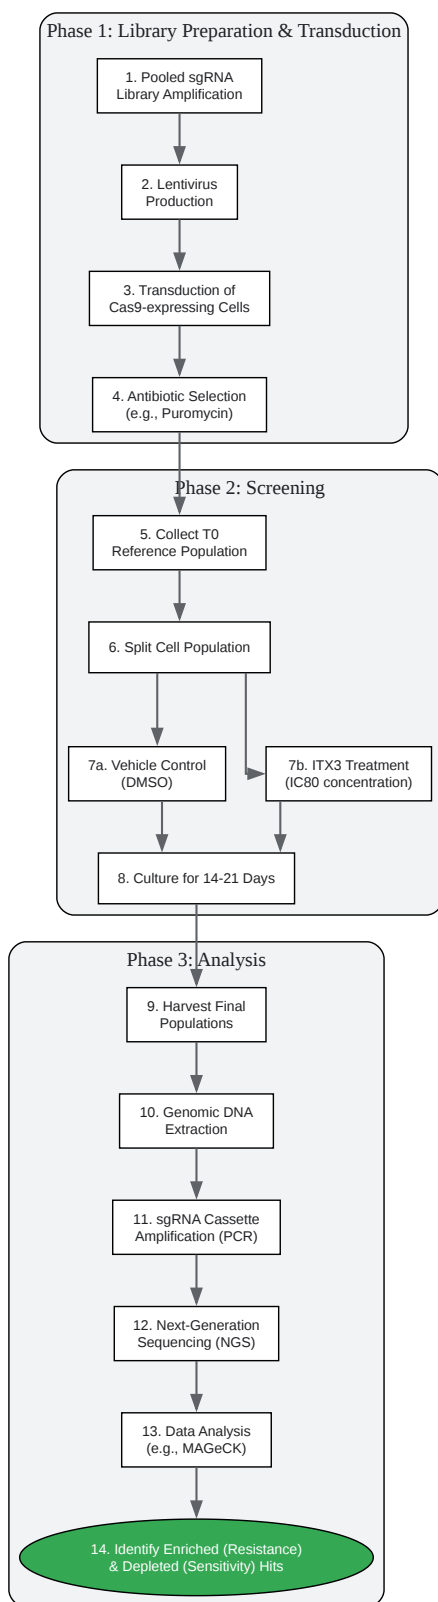 Phase 1: Library Preparation & Transduction
1. Pooled sgRNA
Library Amplification
2. Lentivirus
Production
3. Transduction of
Cas9-expressing Cells
4. Antibiotic Selection
(e.g., Puromycin)
Phase 2: Screening
5. Collect T0
Reference Population
6. Split Cell Population
7a. Vehicle Control
(DMSO)
7b. ITX3 Treatment
(IC80 concentration)
8. Culture for 14-21 Days
Phase 3: Analysis
9. Harvest Final
Populations
10. Genomic DNA
Extraction
11. sgRNA Cassette
Amplification (PCR)
12. Next-Generation
Sequencing (NGS)
13. Data Analysis
(e.g., MAGeCK)
14. Identify Enriched (Resistance)
& Depleted (Sensitivity) Hits